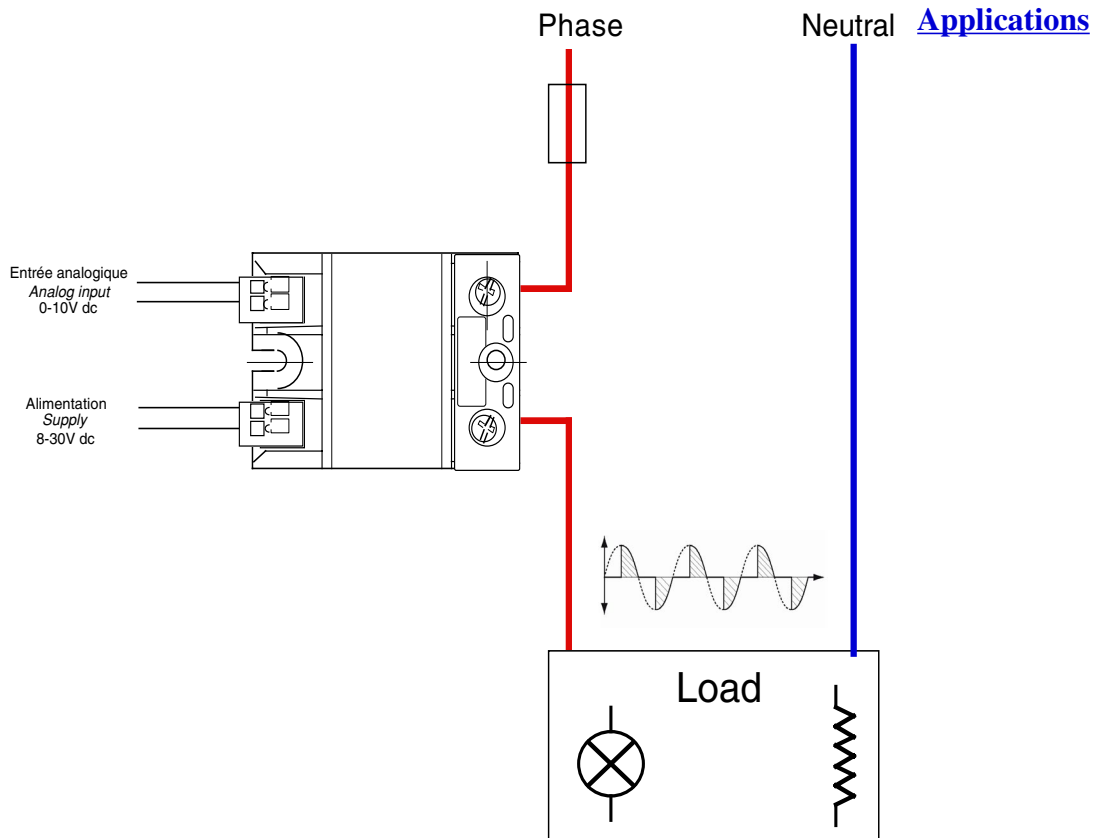 Phase
Neutral
Applications
Entrée analogique
Analog input
0-10V dc
Alimentation
Supply
8-30V dc
Load